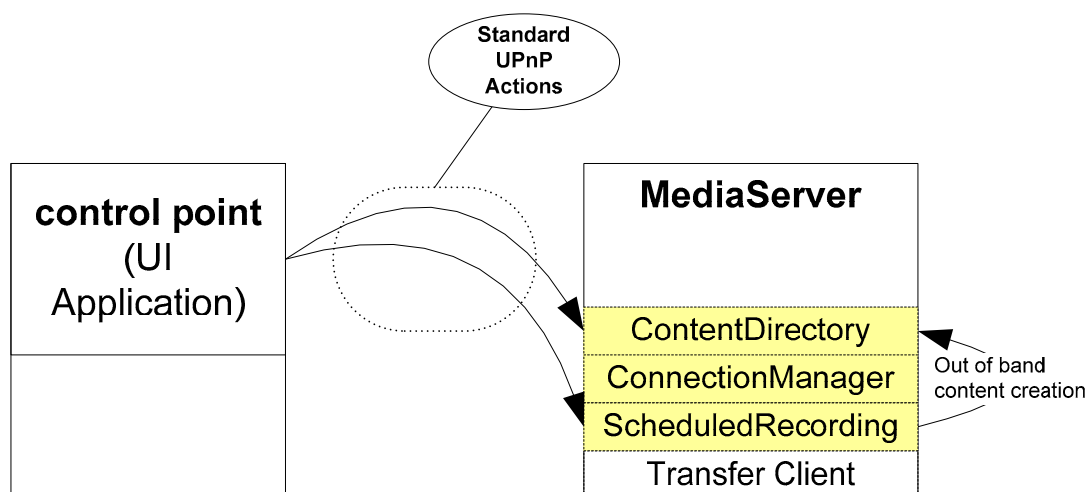 Standard
UPnP
Actions
control point
(UI
Application)
MediaServer
ContentDirectory
ConnectionManager
ScheduledRecording
Transfer Client
Out of band
content creation